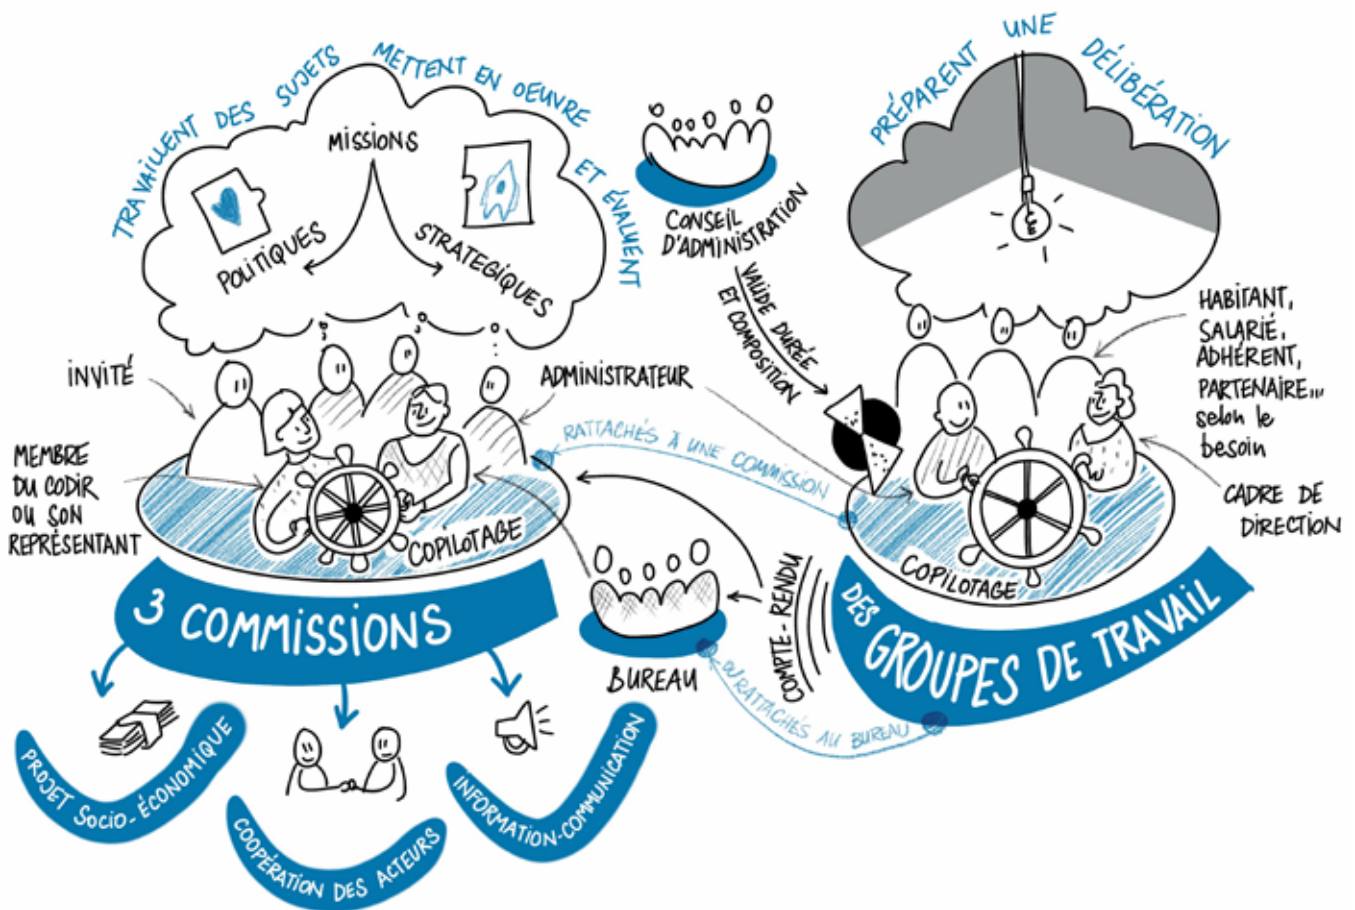 TRAVAILLENT DES SUJETS METTENT EN OEUVRE ET ÉVALUENT
MISSIONS
POLITIQUES
STRATEGIQUES
INVITÉ
MEMBRE
DU CODIR
OU SON
REPRÉSENTANT
ADMINISTRATEUR
COPILOTAGE
3 COMMISSIONS
PROJET SOCIO-ÉCONOMIQUE
COOPÉRATION DES ACTEURS
INFORMATION-COMMUNICATION
CONSEIL
D'ADMINISTRATION
VALIDE DURÉE
ET COMPOSITION
RATTACHÉS À UNE COMMISSION
BUREAU
COMPTE-RENDU
OU RATTACHÉS AU BUREAU
PRÉPARENT UNE DÉLIBÉRATION
HABITANT,
SALARIÉ,
ADHÉRENT,
PARTENAIRE...
selon le
besoin
CADRE DE
DIRECTION
COPILOTAGE
DES GROUPES DE TRAVAIL